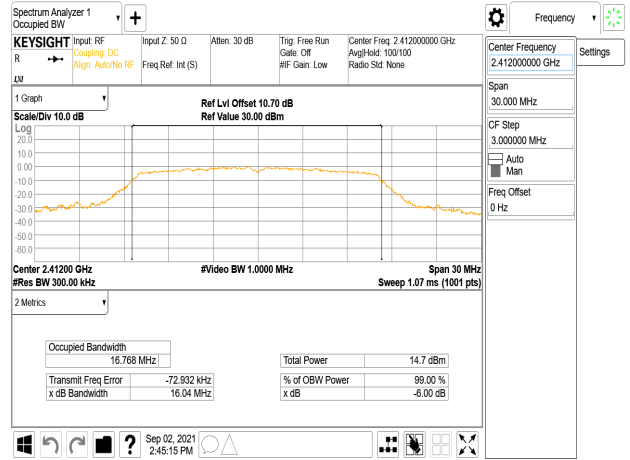 Spectrum Analyzer 1
Occupied BW
Frequency
KEYSIGHT
R
Input: RF
Coupling: DC
Align: Auto/No RF
Input Z: 50 Ω
Freq Ref: Int (S)
Atten: 30 dB
Trig: Free Run
Gate: Off
#IF Gain: Low
Center Freq: 2.412000000 GHz
Avg|Hold: 100/100
Radio Std: None
Center Frequency
2.412000000 GHz
Settings
Span
30.000 MHz
CF Step
3.000000 MHz
Auto
Man
Freq Offset
0 Hz
1 Graph
Scale/Div 10.0 dB
Ref Lvl Offset 10.70 dB
Ref Value 30.00 dBm
Log
20.0
10.0
0.00
-10.0
-20.0
-30.0
-40.0
-50.0
-60.0
Center 2.41200 GHz
#Res BW 300.00 kHz
#Video BW 1.0000 MHz
Span 30 MHz
Sweep 1.07 ms (1001 pts)
2 Metrics
Occupied Bandwidth
16.768 MHz
Total Power 14.7 dBm
Transmit Freq Error -72.932 kHz
% of OBW Power 99.00 %
x dB Bandwidth 16.04 MHz
x dB -6.00 dB
?
Sep 02, 2021
2:45:15 PM